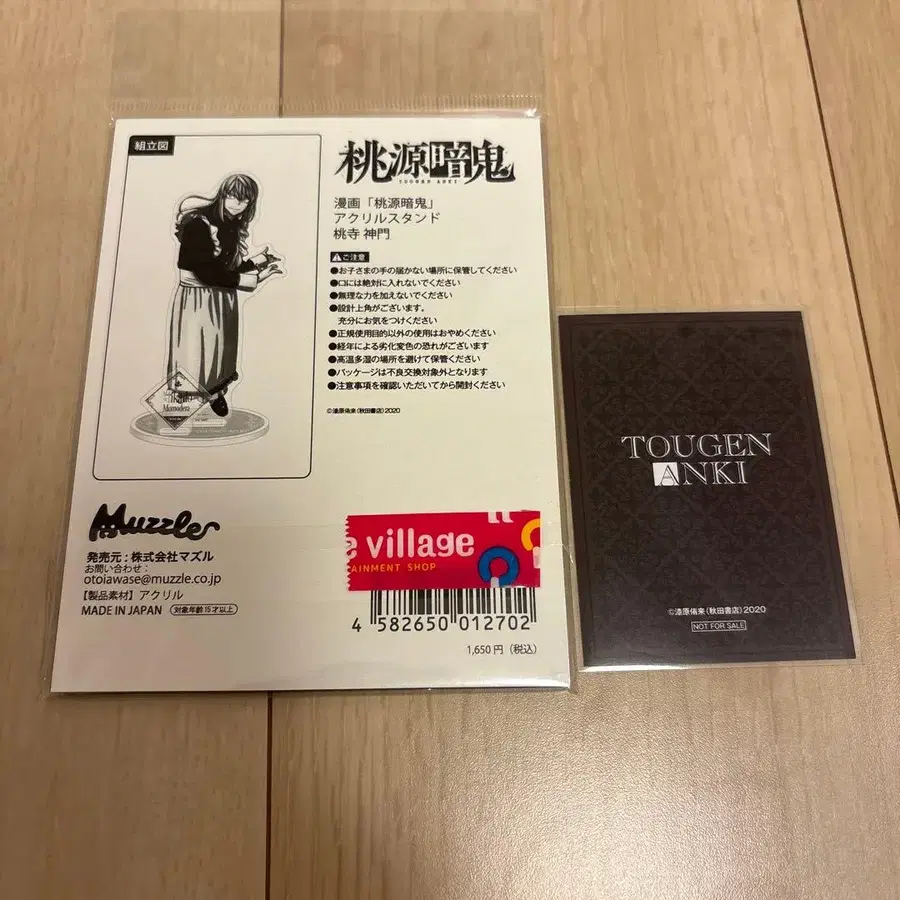 組立図
桃源暗鬼
TOUGEN ANKI
漫画「桃源暗鬼」
アクリルスタンド
桃寺 神門
ご注意
●お子さまの手の届かない場所に保管してください
●口には絶対に入れないでください
●無理な力を加えないでください
●設計上角がございます。
充分にお気をつけください
●正規使用目的以外の使用はおやめください
●経年による劣化変色の恐れがございます
●高温多湿の場所を避けて保管ください
●パッケージは不良交換対象外となります
●注意事項を確認いただいてから開封ください
©漆原侑来(秋田書店)2020
Momodera
Muzzle
発売元：株式会社マズル
お問い合わせ：
otoiawase@muzzle.co.jp
【製品素材】アクリル
MADE IN JAPAN 対象年齢15才以上
e village
AINMENT SHOP
4 582650 012702
1,650円（税込）
TOUGEN
ANKI
©漆原侑来(秋田書店)2020
NOT FOR SALE